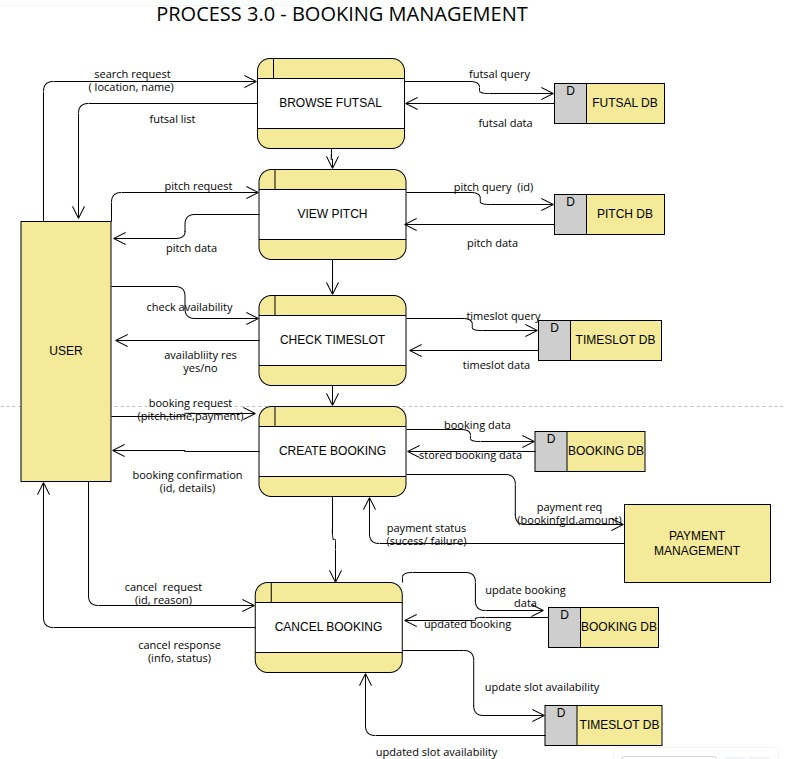 PROCESS 3.0 - BOOKING MANAGEMENT
search request
( location, name)
futsal list
BROWSE FUTSAL
futsal query
D
FUTSAL DB
futsal data
pitch request
pitch data
VIEW PITCH
pitch query (id)
D
PITCH DB
pitch data
USER
check availability
availabliity res
yes/no
CHECK TIMESLOT
timeslot query
D
TIMESLOT DB
timeslot data
booking request
(pitch,time,payment)
booking confirmation
(id, details)
CREATE BOOKING
booking data
D
BOOKING DB
stored booking data
payment req
(bookinfgId,amount)
payment status
(sucess/ failure)
PAYMENT
MANAGEMENT
cancel request
(id, reason)
cancel response
(info, status)
CANCEL BOOKING
update booking
data
D
BOOKING DB
updated booking
update slot availability
D
TIMESLOT DB
updated slot availability